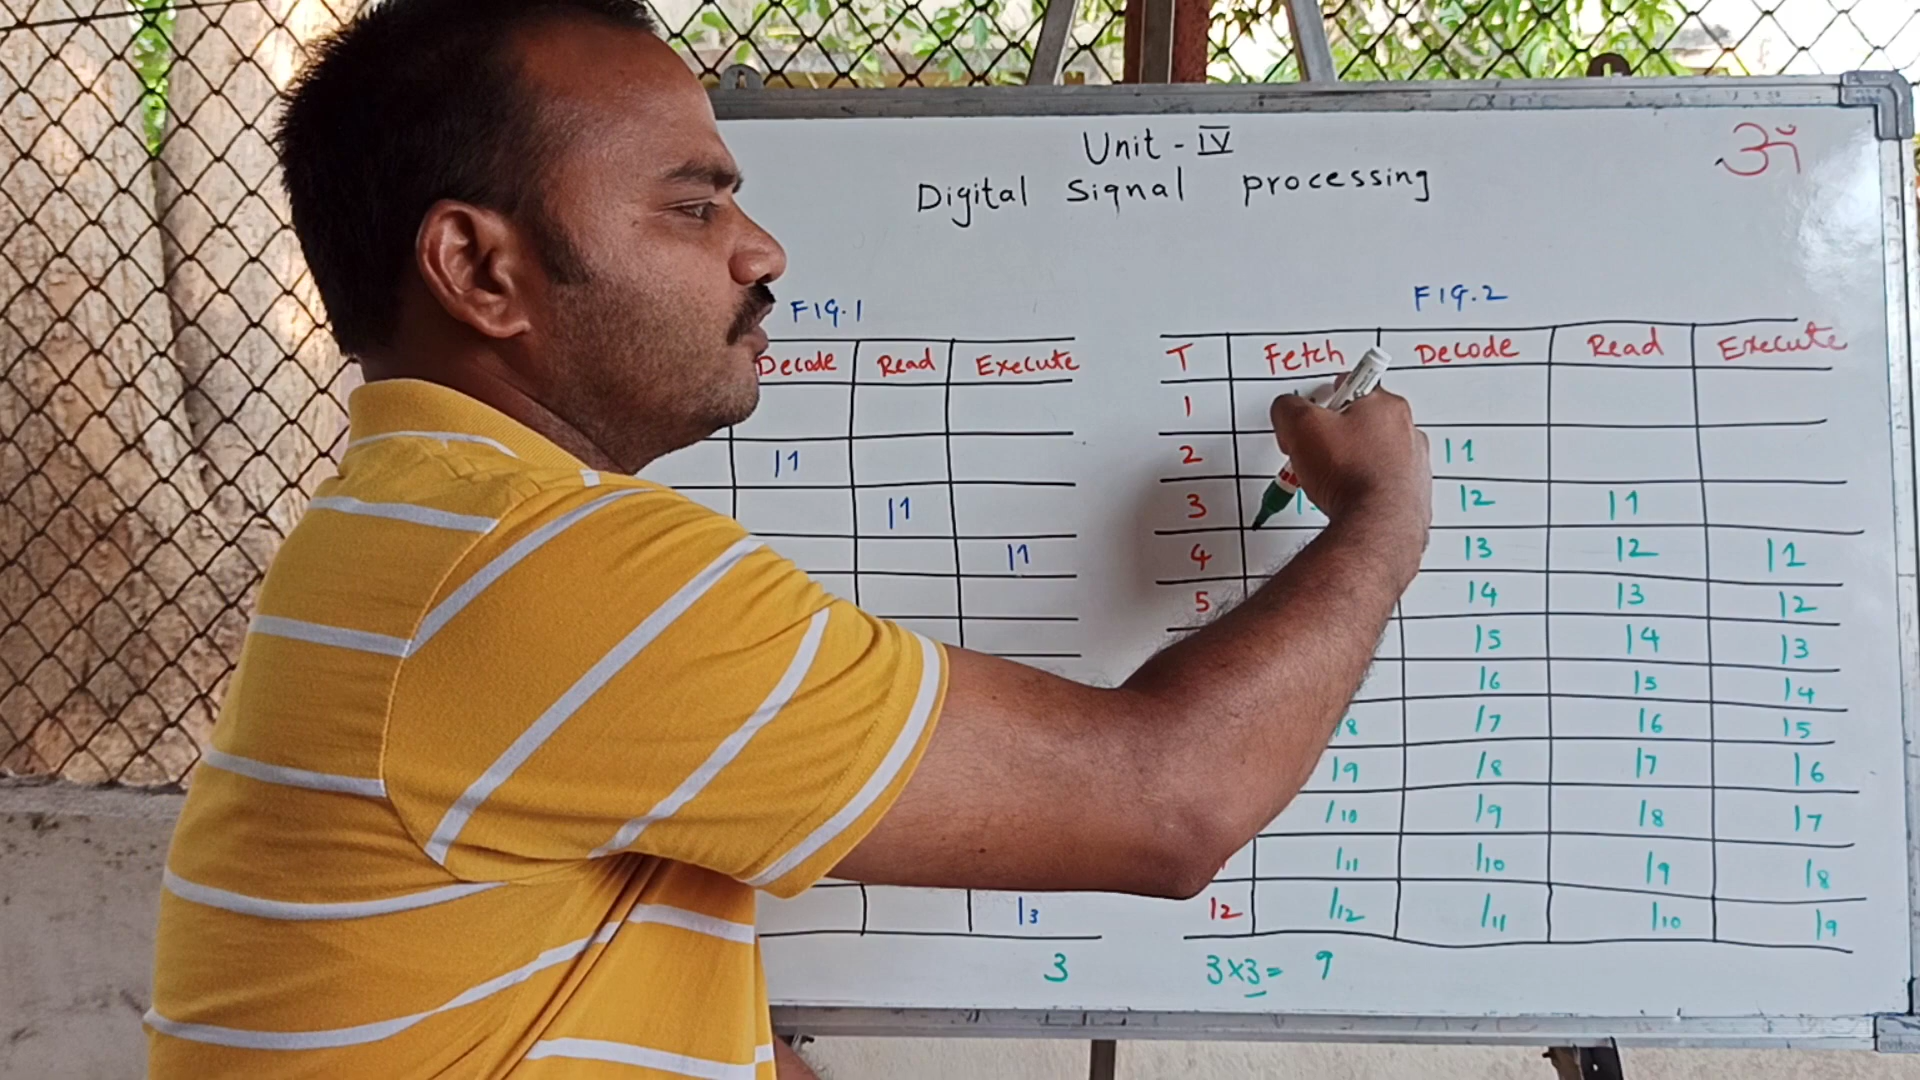 Unit - IV
ॐ
Digital Signal processing
FIG.1
Decode Read Execute
I1
I1
I1
I3
3
FIG.2
T Fetch Decode Read Execute
1
2 I1
3 I2 I1
4 I3 I2 I1
5 I4 I3 I2
I5 I4 I3
I6 I5 I4
I8 I7 I6 I5
I9 I8 I7 I6
I10 I9 I8 I7
I11 I10 I9 I8
12 I12 I11 I10 I9
3x3= 9